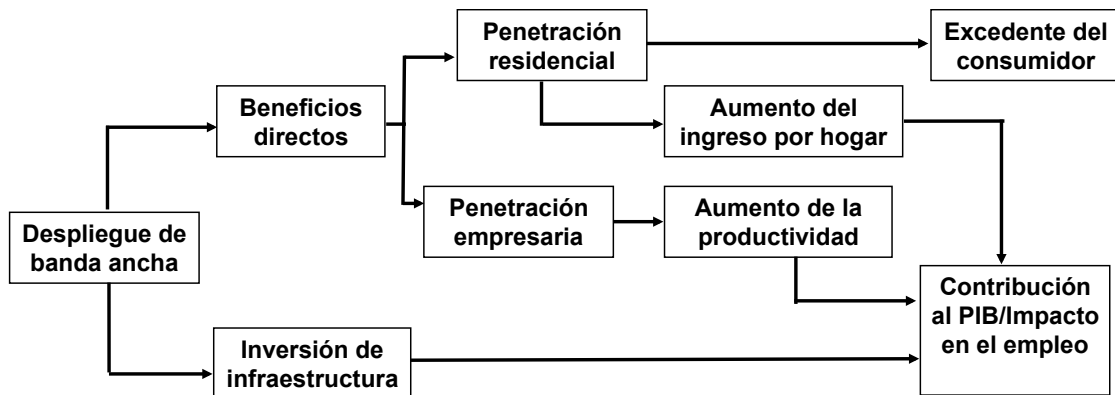 Penetración
residencial
Excedente del
consumidor
Beneficios
directos
Aumento del
ingreso por hogar
Penetración
empresaria
Aumento de la
productividad
Despliegue de
banda ancha
Contribución
al PIB/Impacto
en el empleo
Inversión de
infraestructura